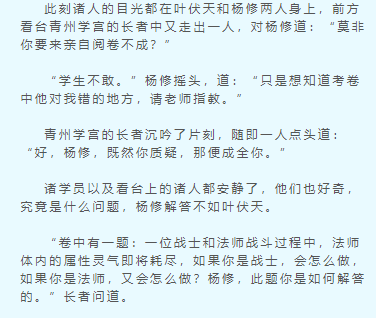 此刻诸人的目光都在叶伏天和杨修两人身上，前方
看台青州学宫的长者中又走出一人，对杨修道：“莫非
你要来亲自阅卷不成？”
“学生不敢。”杨修摇头，道：“只是想知道考卷
中他对我错的地方，请老师指教。”
青州学宫的长者沉吟了片刻，随即一人点头道：
“好，杨修，既然你质疑，那便成全你。”
诸学员以及看台上的诸人都安静了，他们也好奇，
究竟是什么问题，杨修解答不如叶伏天。
“卷中有一题：一位战士和法师战斗过程中，法师
体内的属性灵气即将耗尽，如果你是战士，会怎么做，
如果你是法师，又会怎么做？杨修，此题你是如何解答
的。”长者问道。